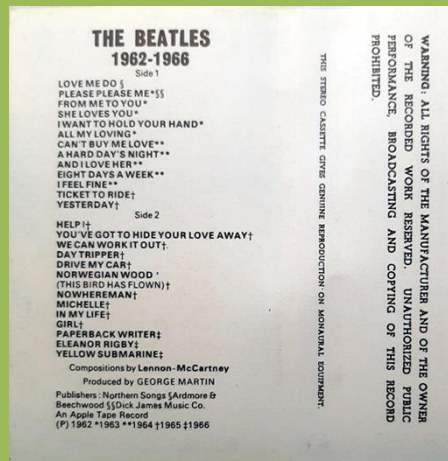 THE BEATLES
1962-1966
Side 1
LOVE ME DO §
PLEASE PLEASE ME*§§
FROM ME TO YOU*
SHE LOVES YOU*
I WANT TO HOLD YOUR HAND*
ALL MY LOVING*
CAN'T BUY ME LOVE**
A HARD DAY'S NIGHT**
AND I LOVE HER**
EIGHT DAYS A WEEK**
I FEEL FINE**
TICKET TO RIDE†
YESTERDAY†
Side 2
HELP!†
YOU'VE GOT TO HIDE YOUR LOVE AWAY†
WE CAN WORK IT OUT†.
DAY TRIPPER†
DRIVE MY CAR†
NORWEGIAN WOOD '
(THIS BIRD HAS FLOWN)†
NOWHEREMAN†
MICHELLE†
IN MY LIFE†
GIRL†
PAPERBACK WRITER‡
ELEANOR RIGBY‡
YELLOW SUBMARINE‡
Compositions by Lennon-McCartney
Produced by GEORGE MARTIN
Publishers : Northern Songs §Ardmore &
Beechwood §§Dick James Music Co.
An Apple Tape Record
(P) 1962 *1963 **1964 †1965 ‡1966
THIS STEREO CASSETTE GIVES GENUINE REPRODUCTION ON MONAURAL EQUIPMENT.
WARNING: ALL RIGHTS OF THE MANUFACTURER AND OF THE OWNER
OF THE RECORDED WORK RESERVED. UNAUTHORIZED PUBLIC
PERFORMANCE, BROADCASTING AND COPYING OF THIS RECORD
PROHIBITED.